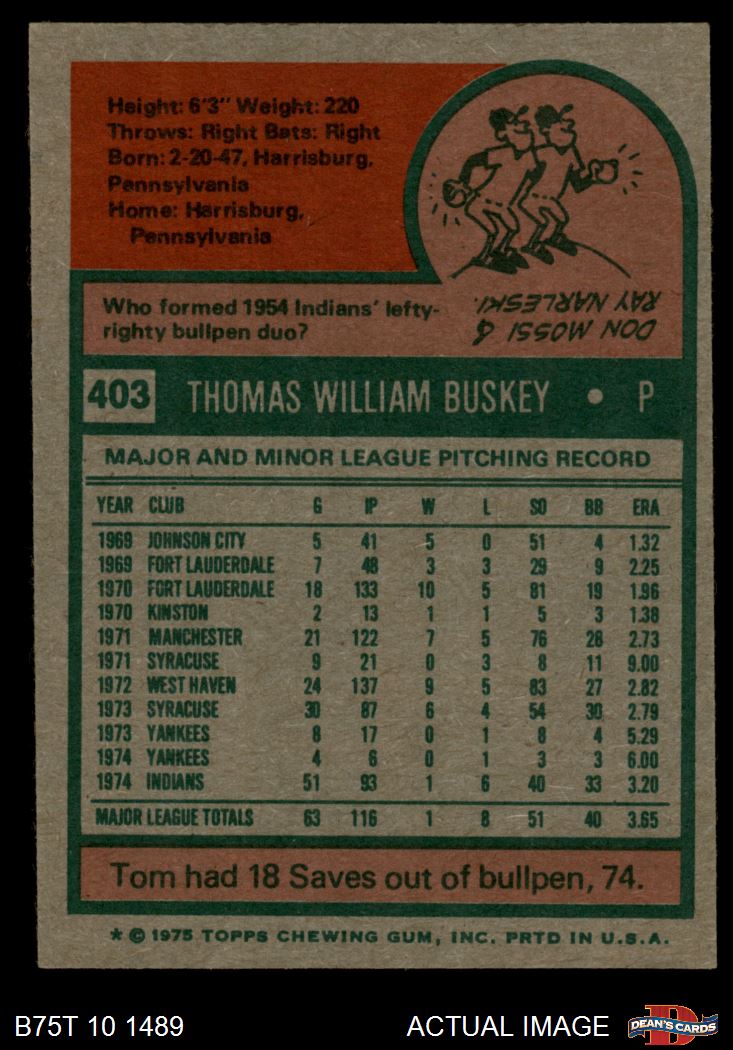 Height: 6'3" Weight: 220
Throws: Right Bats: Right
Born: 2-20-47, Harrisburg,
Pennsylvania
Home: Harrisburg,
Pennsylvania
Who formed 1954 Indians' lefty-
righty bullpen duo?
DON MOSSI &
RAY NARLESKI.
403 THOMAS WILLIAM BUSKEY • P
MAJOR AND MINOR LEAGUE PITCHING RECORD
YEAR CLUB G IP W L SO BB ERA
1969 JOHNSON CITY 5 41 5 0 51 4 1.32
1969 FORT LAUDERDALE 7 48 3 3 29 9 2.25
1970 FORT LAUDERDALE 18 133 10 5 81 19 1.96
1970 KINSTON 2 13 1 1 5 3 1.38
1971 MANCHESTER 21 122 7 5 76 28 2.73
1971 SYRACUSE 9 21 0 3 8 11 9.00
1972 WEST HAVEN 24 137 9 5 83 27 2.82
1973 SYRACUSE 30 87 6 4 54 30 2.79
1973 YANKEES 8 17 0 1 8 4 5.29
1974 YANKEES 4 6 0 1 3 3 6.00
1974 INDIANS 51 93 1 6 40 33 3.20
MAJOR LEAGUE TOTALS 63 116 1 8 51 40 3.65
Tom had 18 Saves out of bullpen, 74.
* © 1975 TOPPS CHEWING GUM, INC. PRTD IN U.S.A.
B75T 10 1489 ACTUAL IMAGE DEAN'S CARDS